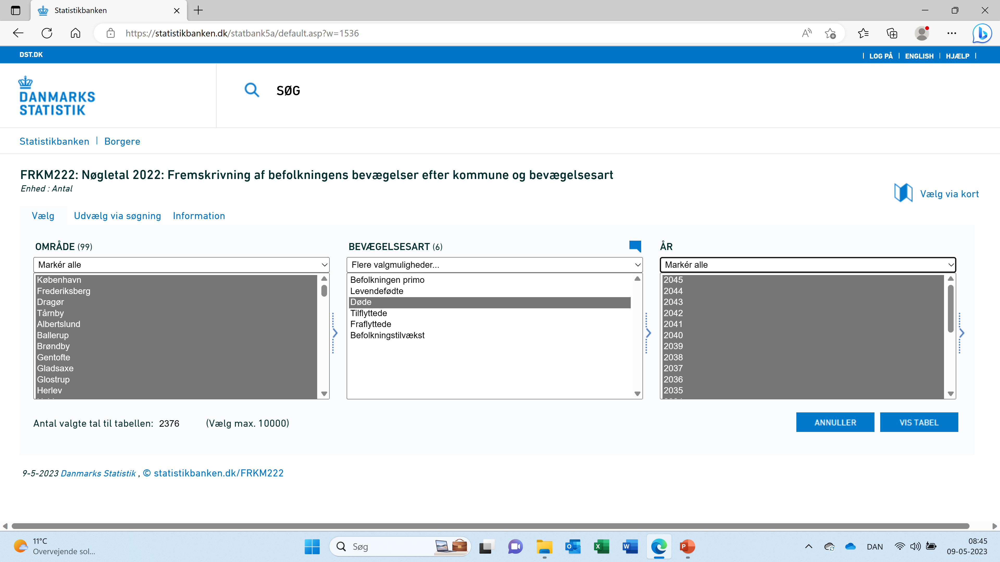 Statistikbanken
https://statistikbanken.dk/statbank5a/default.asp?w=1536
DST.DK
LOG PÅ | ENGLISH | HJÆLP
DANMARKS
STATISTIK
SØG
Statistikbanken | Borgere
FRKM222: Nøgletal 2022: Fremskrivning af befolkningens bevægelser efter kommune og bevægelsesart
Enhed : Antal
Vælg via kort
Vælg
Udvælg via søgning
Information
OMRÅDE (99)
Markér alle
København
Frederiksberg
Dragør
Tårnby
Albertslund
Ballerup
Brøndby
Gentofte
Gladsaxe
Glostrup
Herlev
BEVÆGELSESART (6)
Flere valgmuligheder...
Befolkningen primo
Levendefødte
Døde
Tilflyttede
Fraflyttede
Befolkningstilvækst
ÅR
Markér alle
2045
2044
2043
2042
2041
2040
2039
2038
2037
2036
2035
Antal valgte tal til tabellen: 2376 (Vælg max. 10000)
ANNULLER
VIS TABEL
9-5-2023 Danmarks Statistik , © statistikbanken.dk/FRKM222
11°C
Overvejende sol...
Søg
DAN
08:45
09-05-2023